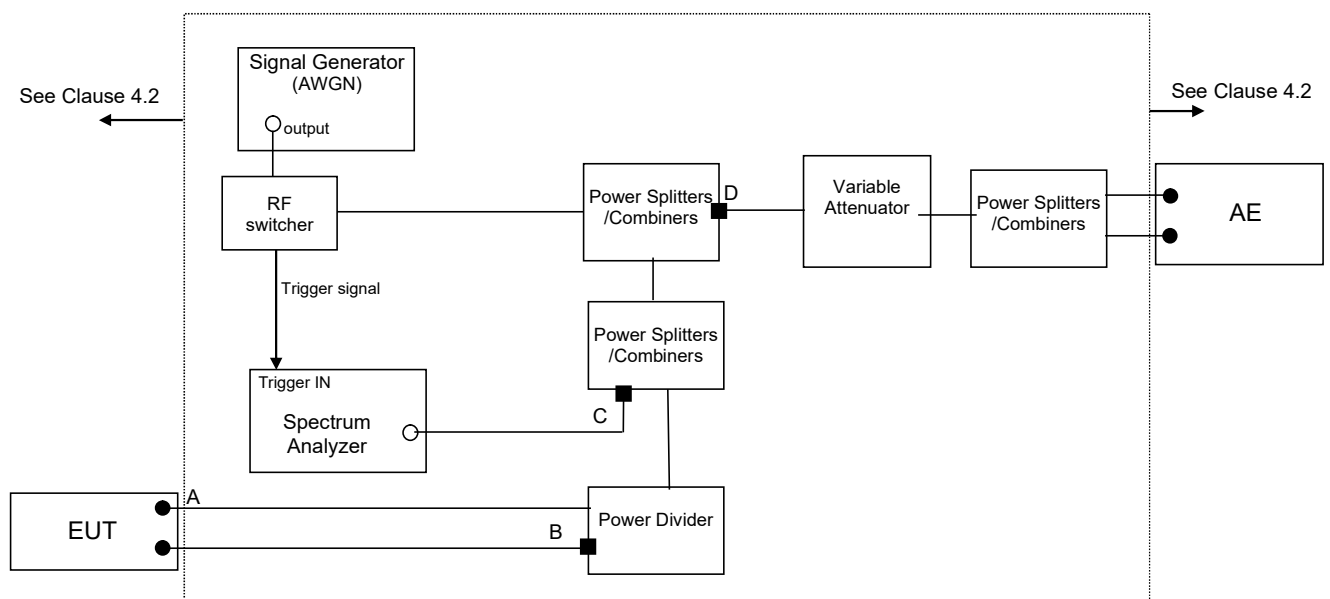 Signal Generator
(AWGN)
output
See Clause 4.2
See Clause 4.2
RF
switcher
Power Splitters
/Combiners
D
Variable
Attenuator
Power Splitters
/Combiners
AE
Trigger signal
Power Splitters
/Combiners
Trigger IN
Spectrum
Analyzer
C
EUT
A
B
Power Divider